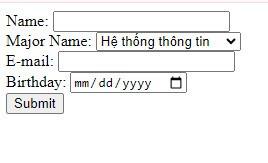 Name:
Major Name: Hệ thống thông tin
E-mail:
Birthday: mm/dd/yyyy
Submit